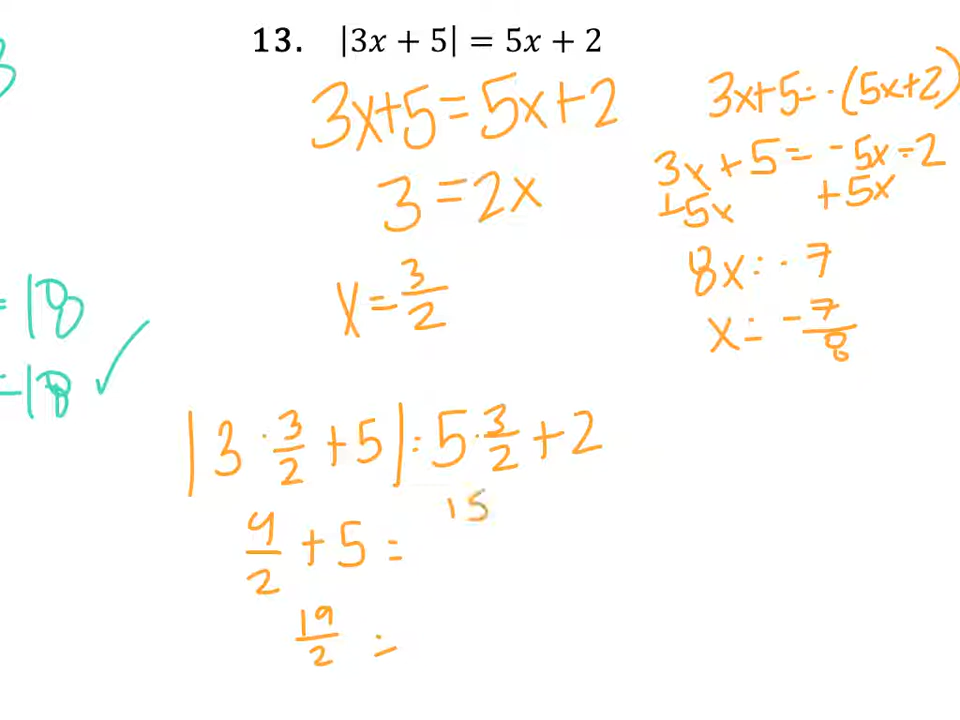 3
13. |3x + 5| = 5x + 2
3x+5=5x+2
3x+5=-(5x+2)
3x+5=-5x-2
+5x +5x
3=2x
8x=-7
= 18
x=3/2
x=-7/8
=18 ✓
|3·3/2+5|=5·3/2+2
15
9/2+5=
19/2=